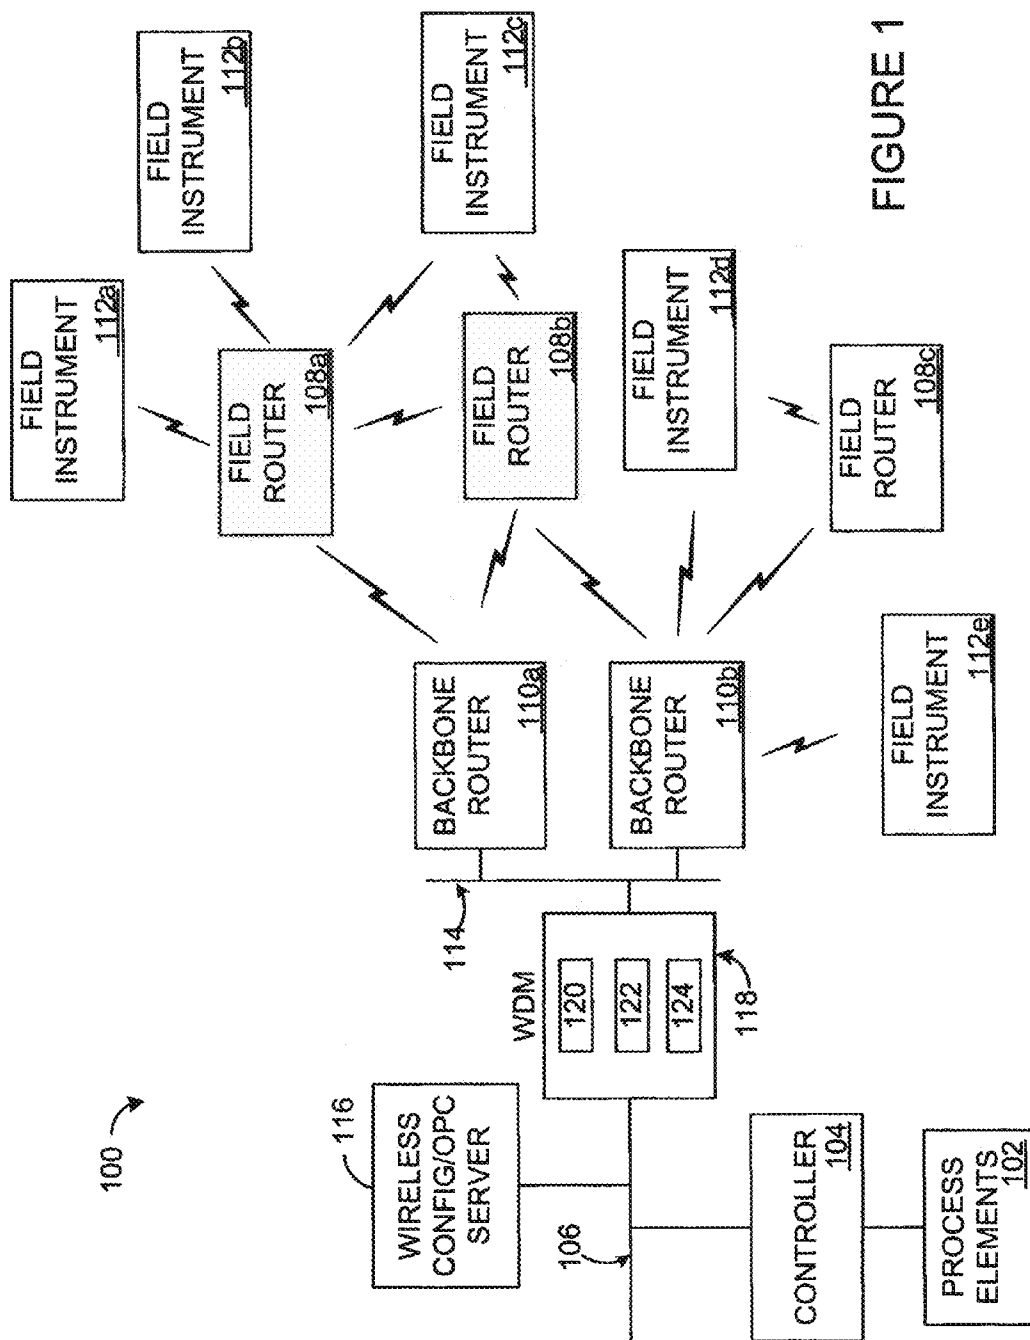 100
116
WIRELESS
CONFIG/OPC
SERVER
106
CONTROLLER
104
PROCESS
ELEMENTS
102
WDM
120
122
124
118
114
BACKBONE
ROUTER
110a
BACKBONE
ROUTER
110b
FIELD
INSTRUMENT
112a
FIELD
ROUTER
108a
FIELD
INSTRUMENT
112b
FIELD
INSTRUMENT
112c
FIELD
ROUTER
108b
FIELD
INSTRUMENT
112d
FIELD
ROUTER
108c
FIELD
INSTRUMENT
112e
FIGURE 1